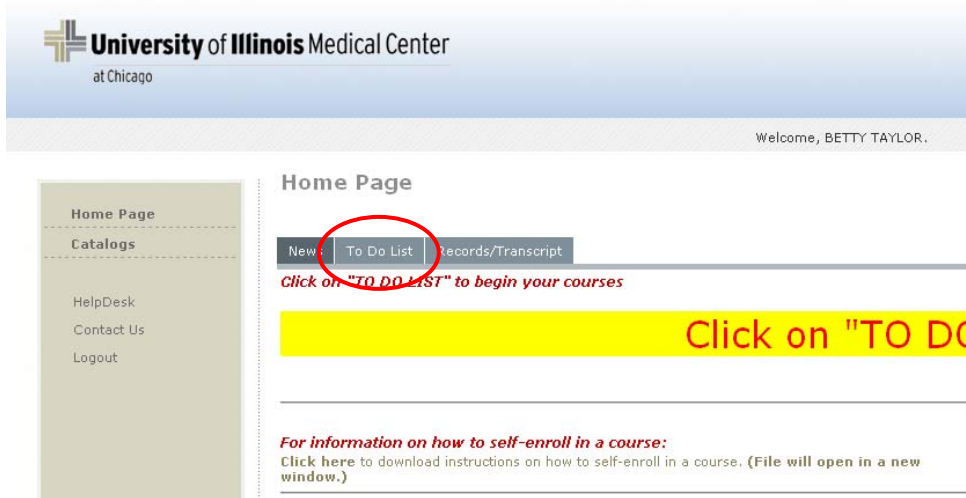 University of Illinois Medical Center
at Chicago
Welcome, BETTY TAYLOR.
Home Page
Catalogs
HelpDesk
Contact Us
Logout
Home Page
News To Do List Records/Transcript
Click on "TO DO LIST" to begin your courses
Click on "TO DO
For information on how to self-enroll in a course:
Click here to download instructions on how to self-enroll in a course. (File will open in a new
window.)